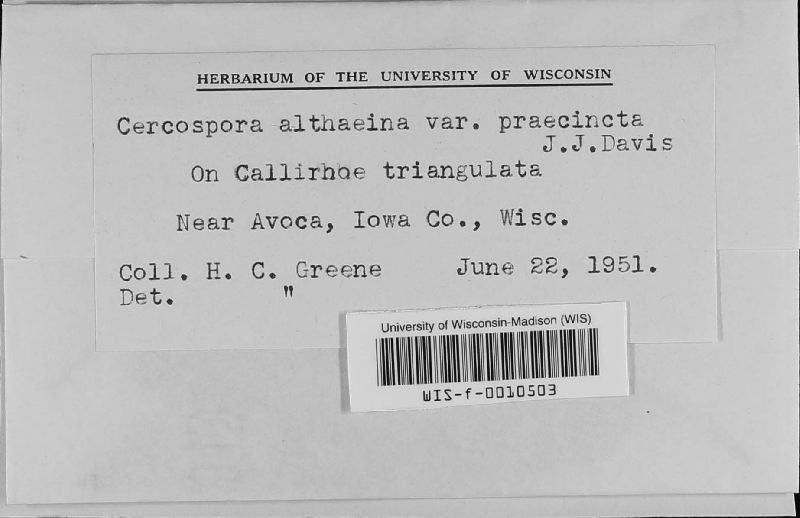 HERBARIUM OF THE UNIVERSITY OF WISCONSIN
Cercospora althaeina var. praecincta
J.J.Davis
On Callirhoe triangulata
Near Avoca, Iowa Co., Wisc.
Coll. H. C. Greene June 22, 1951.
Det. "
University of Wisconsin-Madison (WIS)
WIS-f-0010503